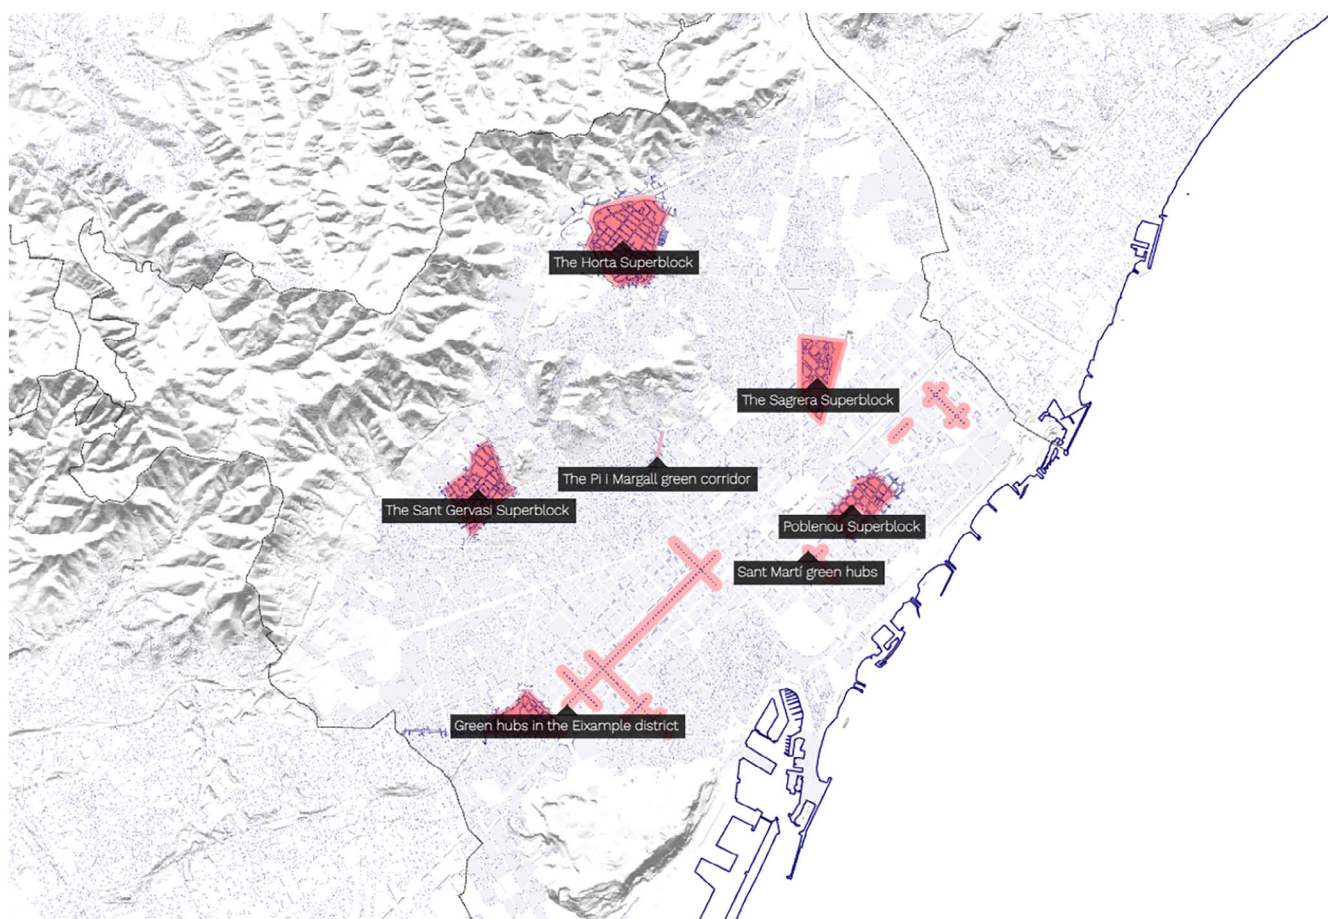 The Horta Superblock
The Sagrera Superblock
The PI i Margall green corridor
The Sant Gervasi Superblock
Poblenou Superblock
Sant Martí green hubs
Green hubs in the Eixample district